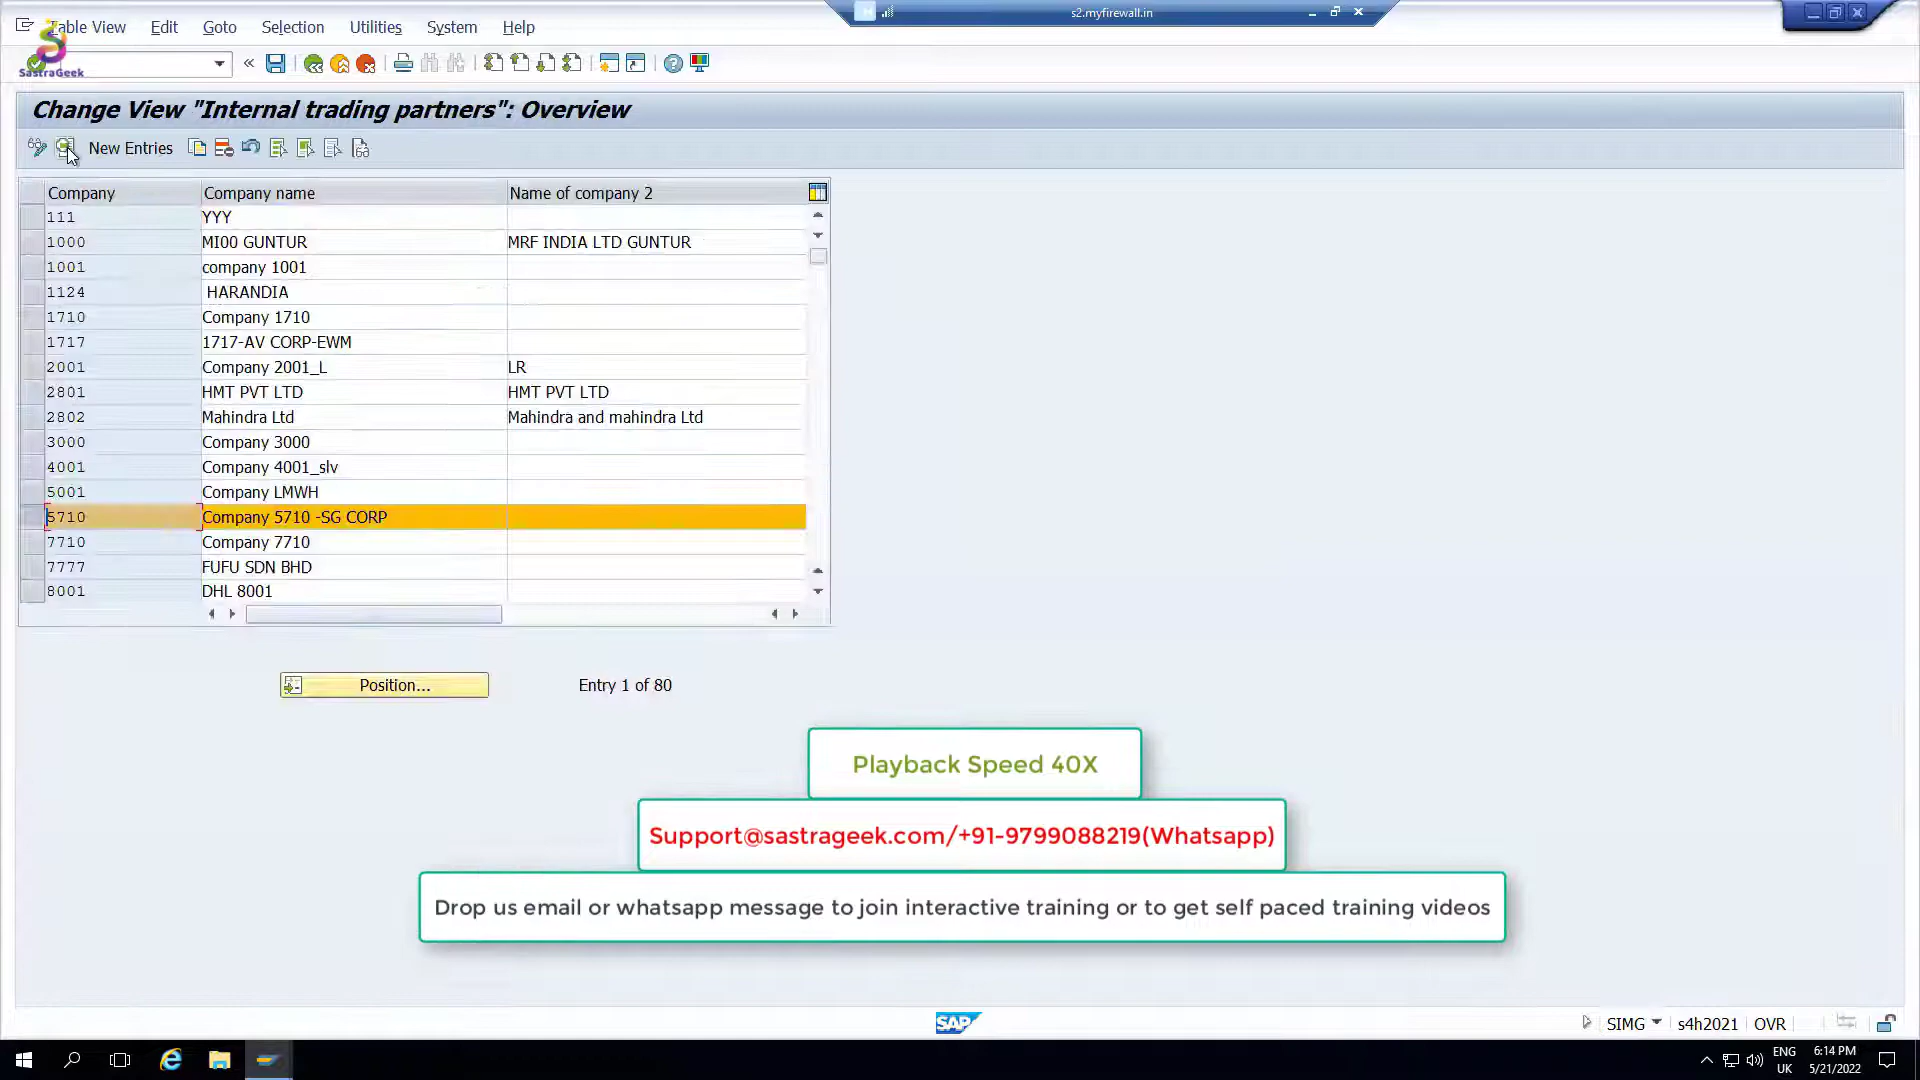 s2.myfirewall.in
Table View Edit Goto Selection Utilities System Help
SastraGeek
Change View "Internal trading partners": Overview
New Entries
Company Company name Name of company 2
111 YYY
1000 MI00 GUNTUR MRF INDIA LTD GUNTUR
1001 company 1001
1124 HARANDIA
1710 Company 1710
1717 1717-AV CORP-EWM
2001 Company 2001_L LR
2801 HMT PVT LTD HMT PVT LTD
2802 Mahindra Ltd Mahindra and mahindra Ltd
3000 Company 3000
4001 Company 4001_slv
5001 Company LMWH
5710 Company 5710 -SG CORP
7710 Company 7710
7777 FUFU SDN BHD
8001 DHL 8001
Position... Entry 1 of 80
Playback Speed 40X
Support@sastrageek.com/+91-9799088219(Whatsapp)
Drop us email or whatsapp message to join interactive training or to get self paced training videos
SAP SIMG s4h2021 OVR
ENG 6:14 PM
UK 5/21/2022